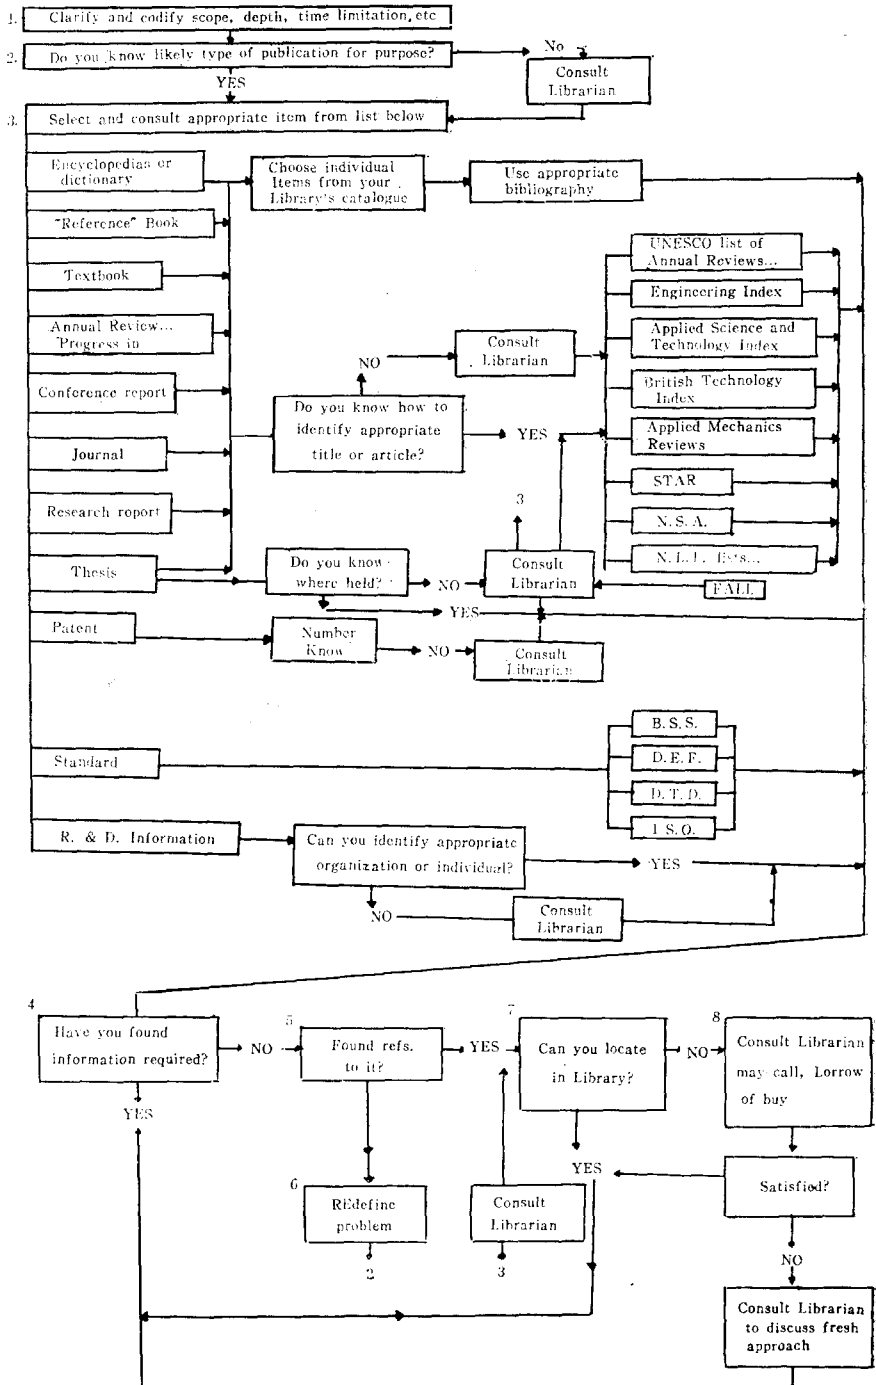 1. Clarify and codify scope, depth, time limitation, etc
2. Do you know likely type of publication for purpose?
No
YES
Consult
Librarian
3. Select and consult appropriate item from list below
Encyclopedias or
dictionary
Choose individual
Items from your
Library's catalogue
Use appropriate
bibliography
"Reference" Book
Textbook
Annual Review...
Progress in
Conference report
Journal
Research report
Thesis
Patent
Standard
R. & D. Information
UNESCO list of
Annual Reviews...
Engineering Index
Applied Science and
Technology Index
British Technology
Index
Applied Mechanics
Reviews
STAR
N.S.A.
N.L.L. lists...
NO
Consult
Librarian
Do you know how to
identify appropriate
title or article?
YES
3
Do you know
where held?
NO
Consult
Librarian
FALL
YES
Number
Know
NO
Consult
Librarian
B.S.S.
D.E.F.
D.T.D.
I S.O.
Can you identify appropriate
organization or individual?
YES
NO
Consult
Librarian
4
Have you found
information required?
NO
YES
5
Found refs.
to it?
YES
6
REdefine
problem
2
7
Can you locate
in Library?
NO
YES
Consult
Librarian
3
8
Consult Librarian
may call, Lorrow
of buy
Satisfied?
NO
Consult Librarian
to discuss fresh
approach